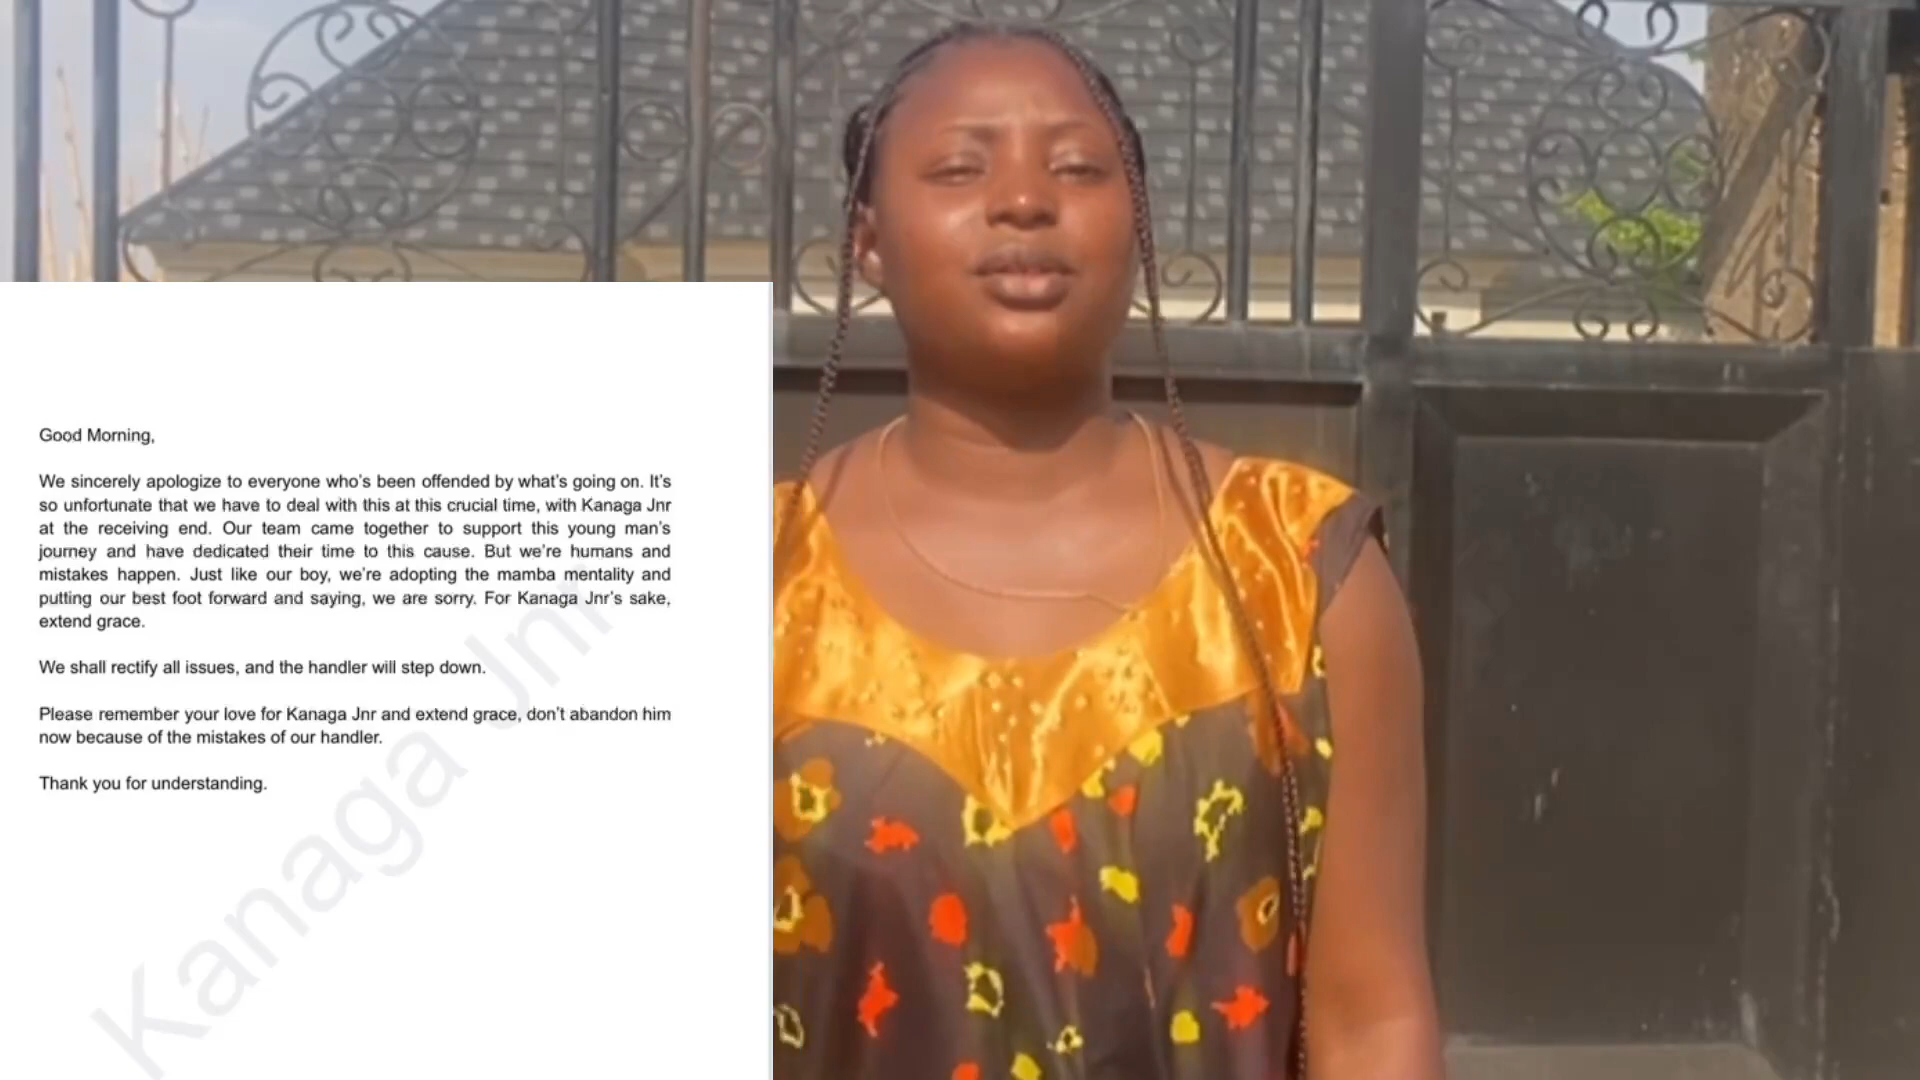 Good Morning,
We sincerely apologize to everyone who's been offended by what's going on. It's
so unfortunate that we have to deal with this at this crucial time, with Kanaga Jnr
at the receiving end. Our team came together to support this young man's
journey and have dedicated their time to this cause. But we're humans and
mistakes happen. Just like our boy, we're adopting the mamba mentality and
putting our best foot forward and saying, we are sorry. For Kanaga Jnr's sake,
extend grace.
We shall rectify all issues, and the handler will step down.
Please remember your love for Kanaga Jnr and extend grace, don't abandon him
now because of the mistakes of our handler.
Thank you for understanding.
Kanaga Jnr